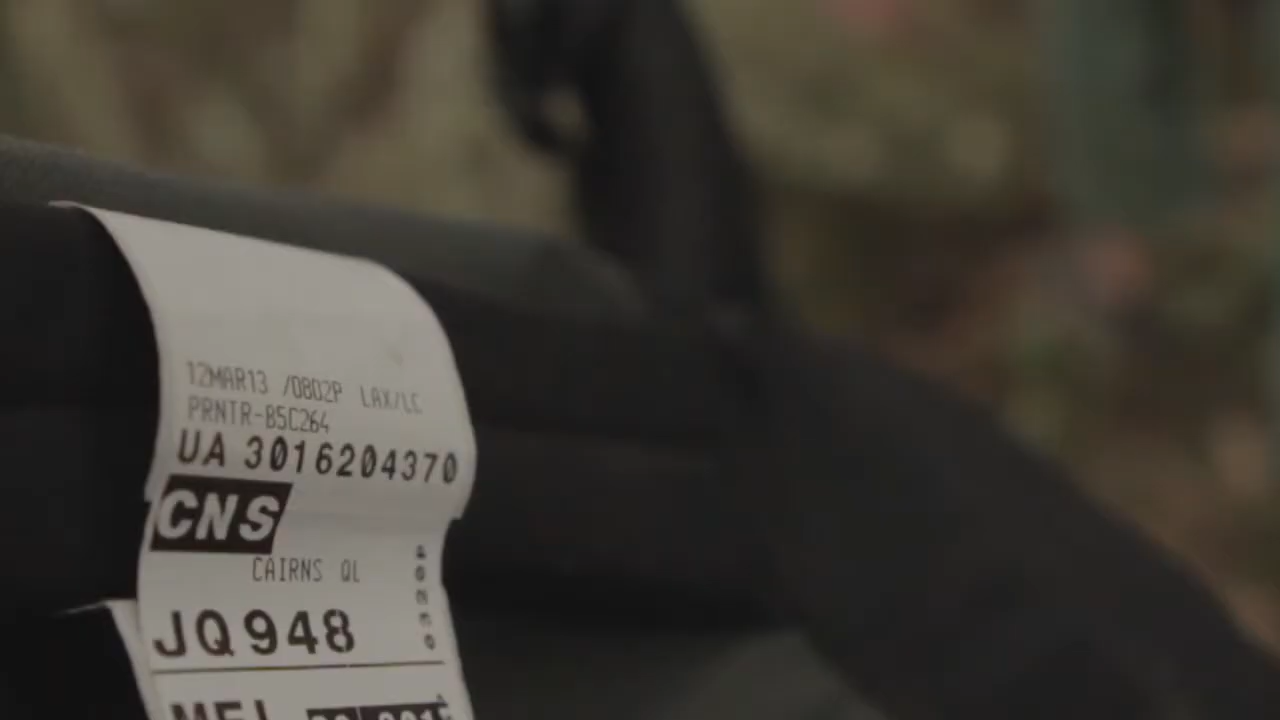 12MAR13 /0802P LAX/LC
PRNTR-B5C264
UA 3016204370
CNS
CAIRNS QL
JQ948